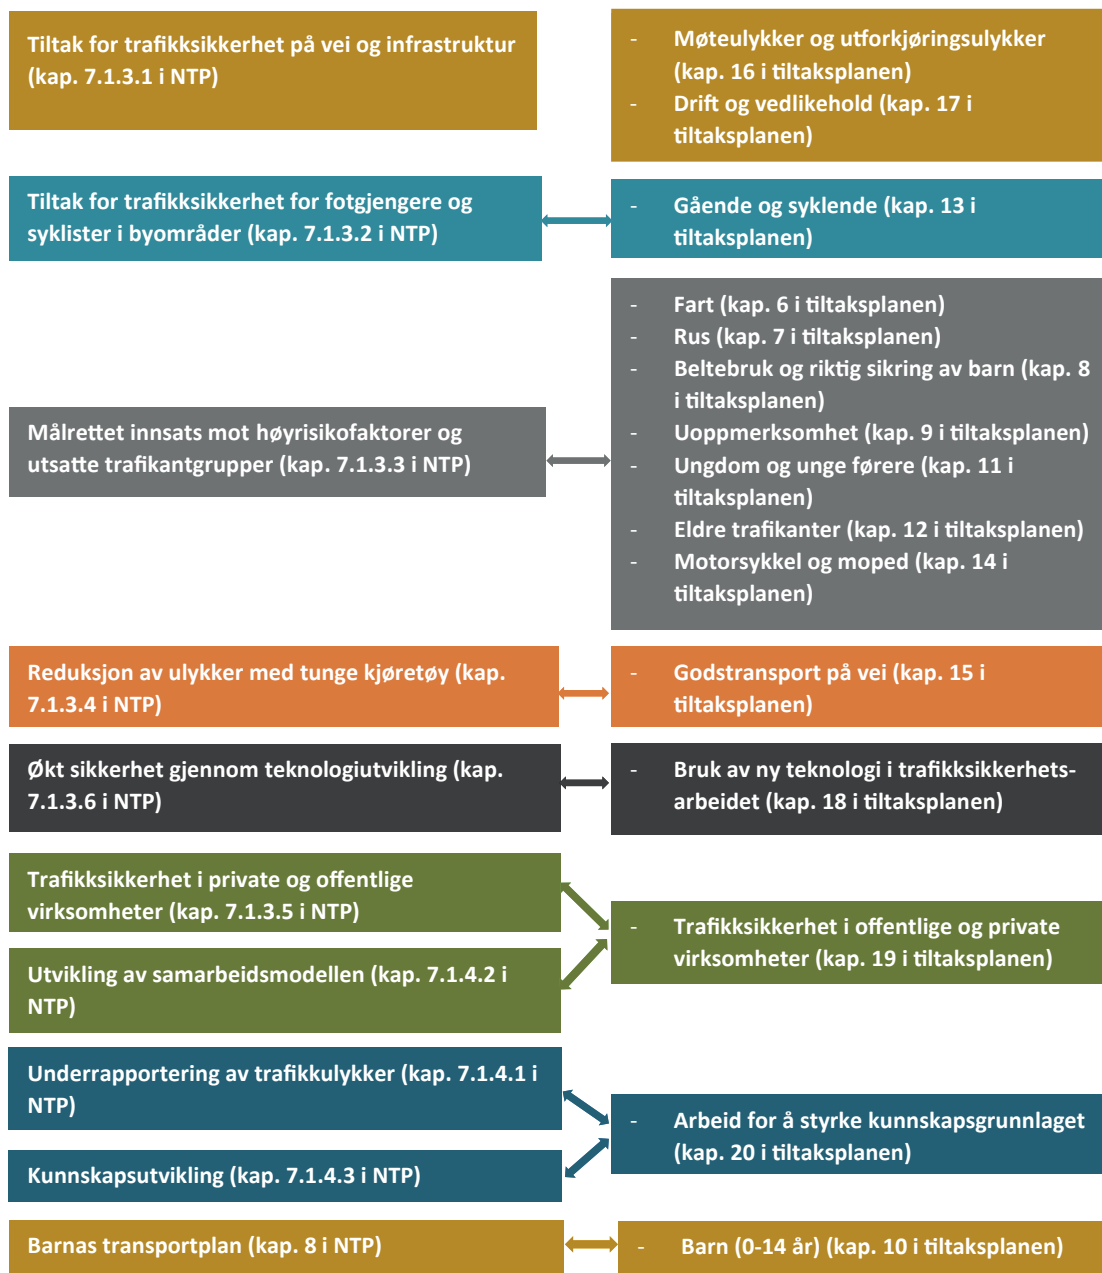 Tiltak for trafikksikkerhet på vei og infrastruktur
(kap. 7.1.3.1 i NTP)
- Møteulykker og utforkjøringsulykker
(kap. 16 i tiltaksplanen)
- Drift og vedlikehold (kap. 17 i
tiltaksplanen)
Tiltak for trafikksikkerhet for fotgjengere og
syklister i byområder (kap. 7.1.3.2 i NTP)
- Gående og syklende (kap. 13 i
tiltaksplanen)
Målrettet innsats mot høyrisikofaktorer og
utsatte trafikantgrupper (kap. 7.1.3.3 i NTP)
- Fart (kap. 6 i tiltaksplanen)
- Rus (kap. 7 i tiltaksplanen)
- Beltebruk og riktig sikring av barn (kap. 8
i tiltaksplanen)
- Uoppmerksomhet (kap. 9 i tiltaksplanen)
- Ungdom og unge førere (kap. 11 i
tiltaksplanen)
- Eldre trafikanter (kap. 12 i tiltaksplanen)
- Motorsykkel og moped (kap. 14 i
tiltaksplanen)
Reduksjon av ulykker med tunge kjøretøy (kap.
7.1.3.4 i NTP)
- Godstransport på vei (kap. 15 i
tiltaksplanen)
Økt sikkerhet gjennom teknologiutvikling (kap.
7.1.3.6 i NTP)
- Bruk av ny teknologi i trafikksikkerhets-
arbeidet (kap. 18 i tiltaksplanen)
Trafikksikkerhet i private og offentlige
virksomheter (kap. 7.1.3.5 i NTP)
Utvikling av samarbeidsmodellen (kap. 7.1.4.2 i
NTP)
- Trafikksikkerhet i offentlige og private
virksomheter (kap. 19 i tiltaksplanen)
Underrapportering av trafikkulykker (kap. 7.1.4.1 i
NTP)
Kunnskapsutvikling (kap. 7.1.4.3 i NTP)
- Arbeid for å styrke kunnskapsgrunnlaget
(kap. 20 i tiltaksplanen)
Barnas transportplan (kap. 8 i NTP)
- Barn (0-14 år) (kap. 10 i tiltaksplanen)